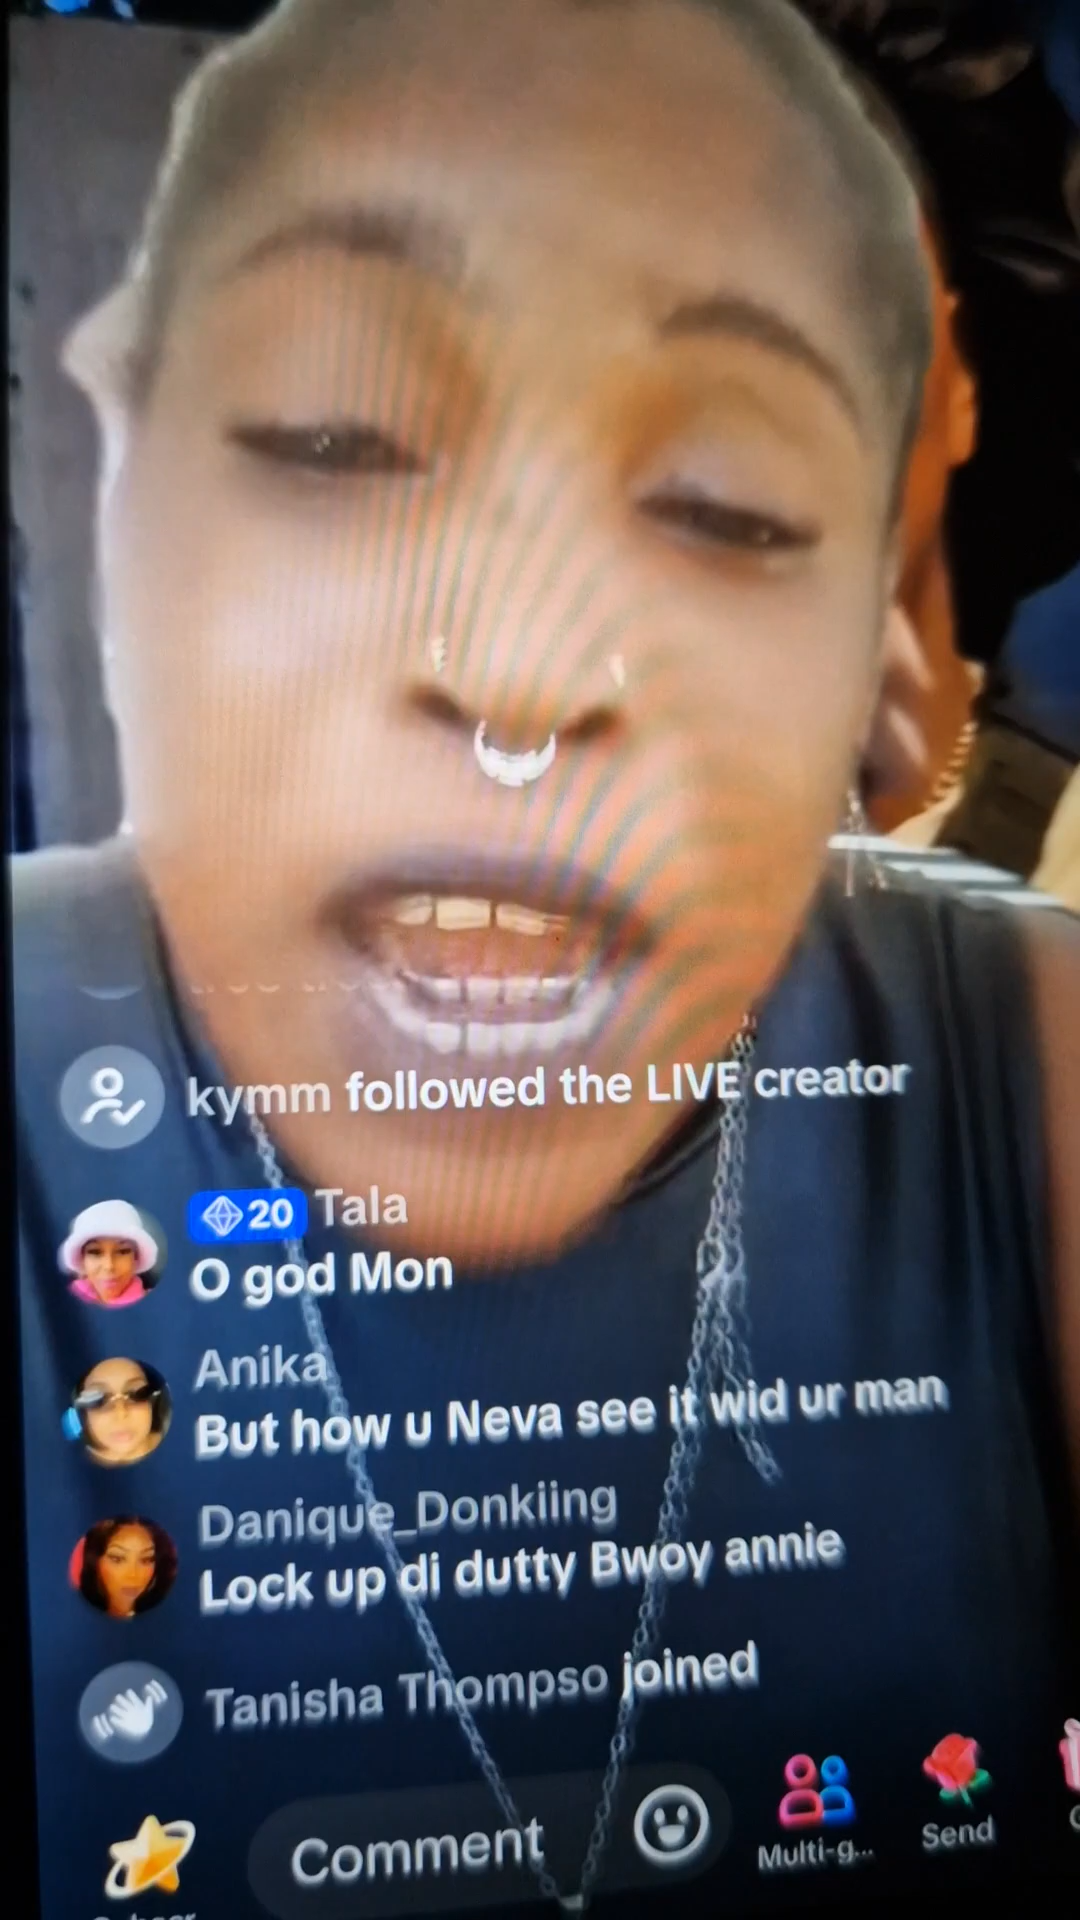 kymm followed the LIVE creator
20 Tala
O god Mon
Anika
But how u Neva see it wid ur man
Danique_Donkiing
Lock up di dutty Bwoy annie
Tanisha Thompso joined
Comment
Multi-g...
Send